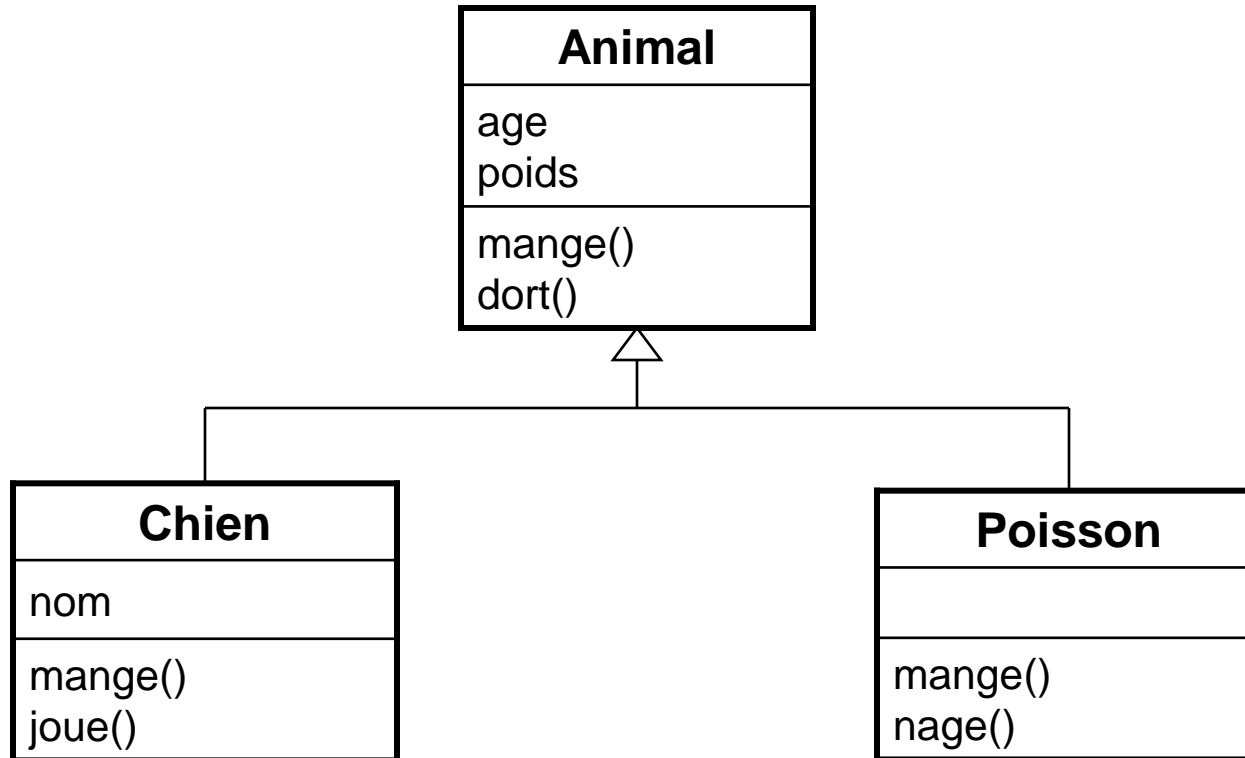 Animal
age
poids
mange()
dort()
Chien
nom
mange()
joue()
Poisson
mange()
nage()